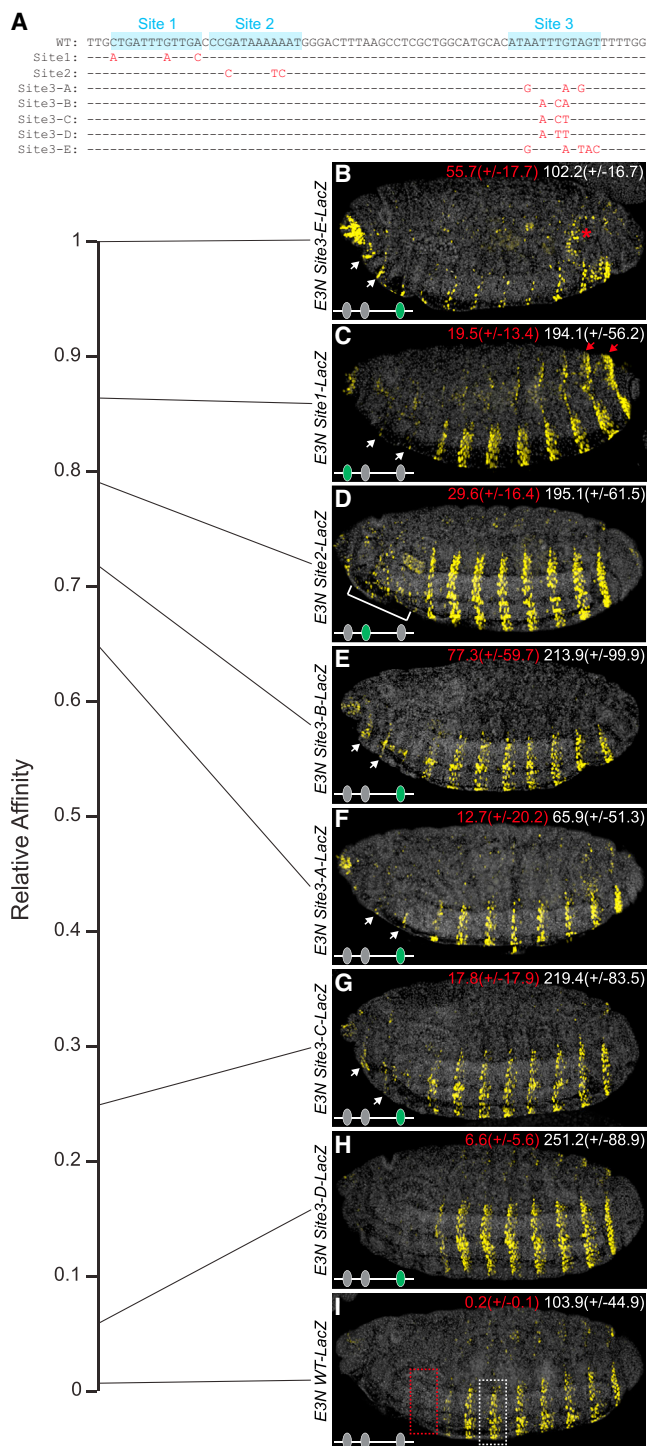 A
Site 1 Site 2 Site 3
WT: TTGCTGATTTGTTGACCCGATAAAAAATGGGACTTTAAGCCTCGCTGGCATGCACATAATTTGTAGTTTTTGG
Site1: ---A------A---C----------------------------------------------------------
Site2: ------------------C-----TC-----------------------------------------------
Site3-A: ---------------------------------------------------------G----A-G--------
Site3-B: -----------------------------------------------------------A-CA----------
Site3-C: -----------------------------------------------------------A-CT----------
Site3-D: -----------------------------------------------------------A-TT----------
Site3-E: ---------------------------------------------------------G----A-TAC------
Relative Affinity
1
0.9
0.8
0.7
0.6
0.5
0.4
0.3
0.2
0.1
0
E3N Site3-E-LacZ
B
55.7(+/-17.7) 102.2(+/-16.7)
*
E3N Site1-LacZ
C
19.5(+/-13.4) 194.1(+/-56.2)
E3N Site2-LacZ
D
29.6(+/-16.4) 195.1(+/-61.5)
E3N Site3-B-LacZ
E
77.3(+/-59.7) 213.9(+/-99.9)
E3N Site3-A-LacZ
F
12.7(+/-20.2) 65.9(+/-51.3)
E3N Site3-C-LacZ
G
17.8(+/-17.9) 219.4(+/-83.5)
E3N Site3-D-LacZ
H
6.6(+/-5.6) 251.2(+/-88.9)
E3N WT-LacZ
I
0.2(+/-0.1) 103.9(+/-44.9)